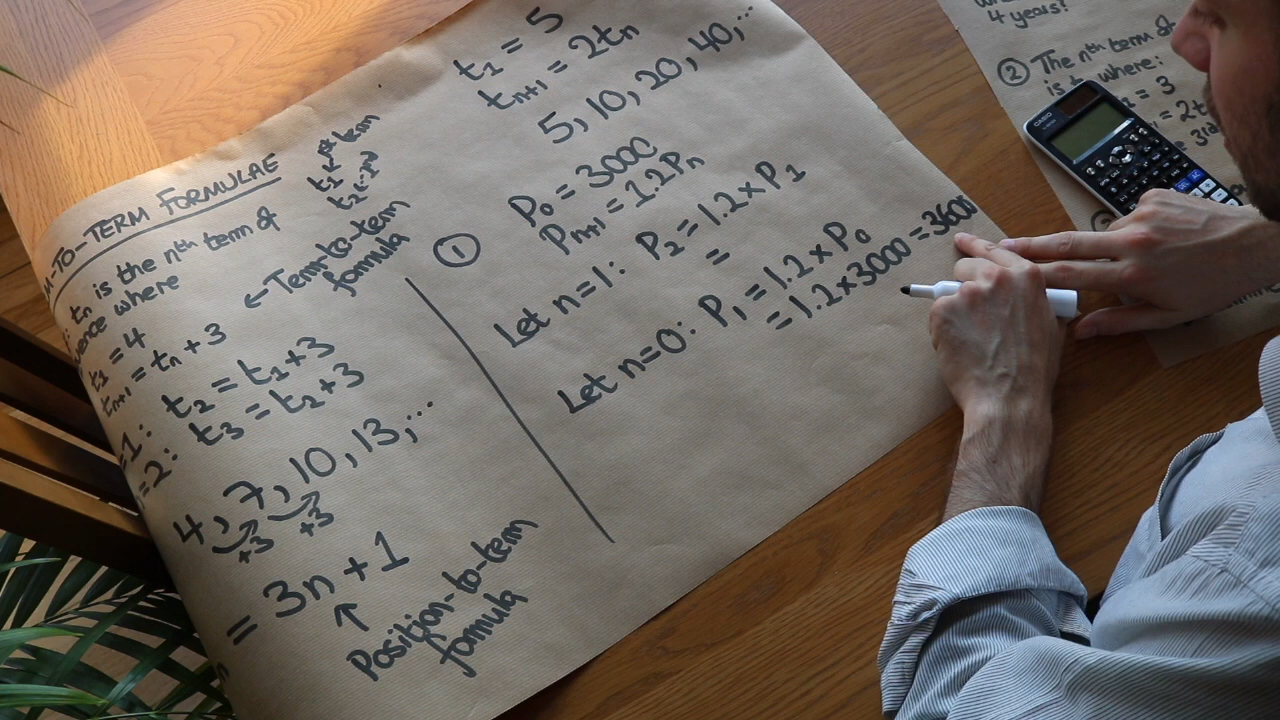 M-TO-TERM FORMULAE
: tn is the nth term of
uence where
t1 = 4
tn+1 = tn + 3
← Term-to-term
formula
t1 ← 1st term
t2 ← 2nd
=1: t2 = t1 + 3
=2: t3 = t2 + 3
4, 7, 10, 13, ...
+3 +3
n = 3n + 1
↑
Position-to-term
formula
t1 = 5
tn+1 = 2tn
5, 10, 20, 40, ...
①
P0 = 3000
Pn+1 = 1.2Pn
Let n=1: P2 = 1.2 × P1
=
Let n=0: P1 = 1.2 × P0
= 1.2 × 3000 = 3600
4 years?
② The nth term of
is tn where:
= 3
= 2t
3rd
CASIO